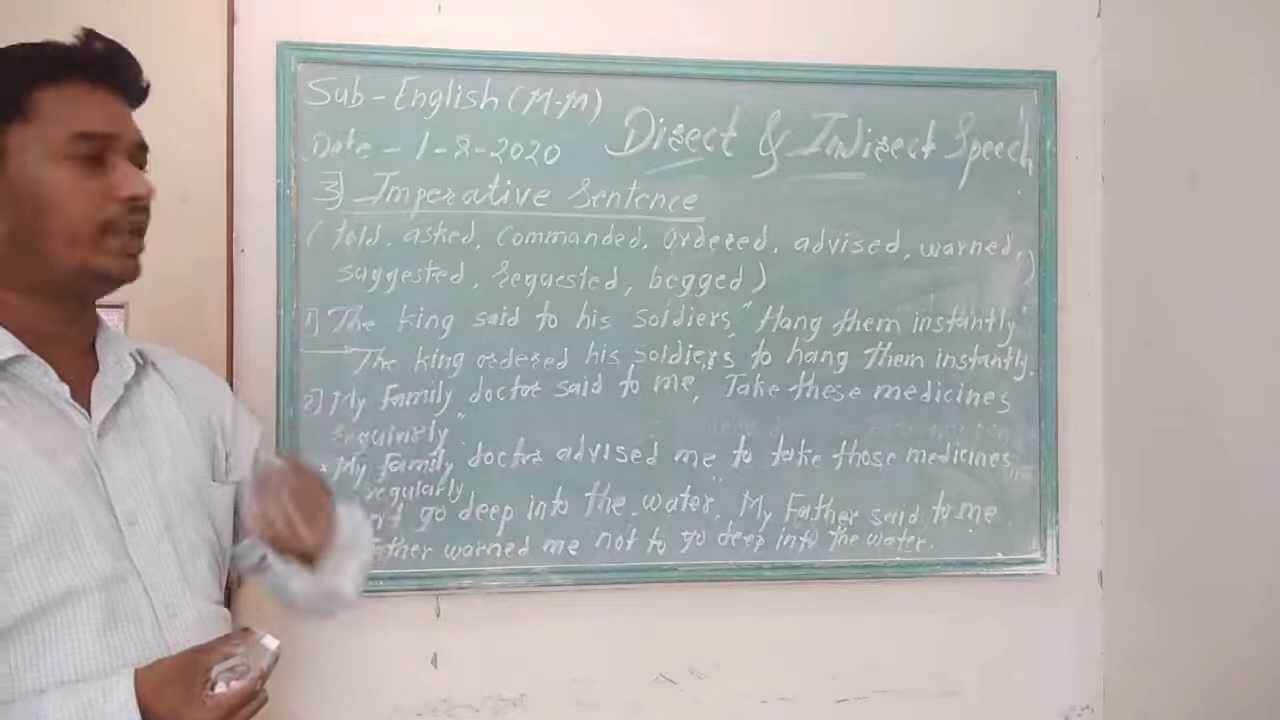 Sub - English (M.M)
Direct & Indirect Speech
Date - 1-8-2020
3) Imperative Sentence
( told, asked, commanded, ordered, advised, warned,
suggested, requested, begged )
1) The king said to his soldiers, "Hang them instantly"
The king ordered his soldiers to hang them instantly.
2) My family doctor said to me, Take these medicines
regularly"
My family doctor advised me to take those medicines
regularly
go deep into the water", My Father said to me
warned me not to go deep into the water.